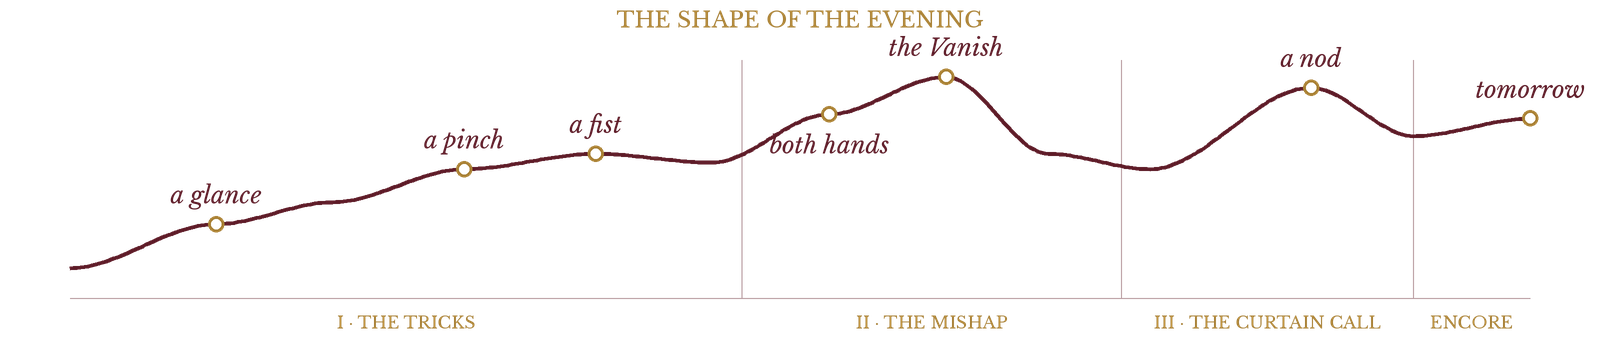 THE SHAPE OF THE EVENING
the Vanish
a nod
tomorrow
a fist
a pinch
both hands
a glance
I · THE TRICKS
II · THE MISHAP
III · THE CURTAIN CALL
ENCORE